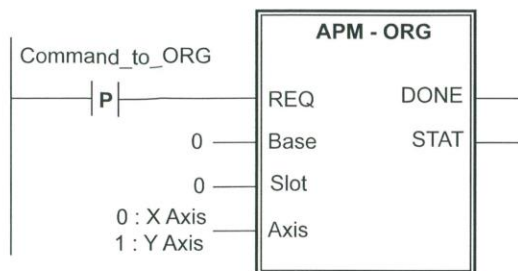 APM - ORG
Command_to_ORG
P
REQ DONE
0 Base STAT
0 Slot
0 : X Axis
1 : Y Axis
Axis